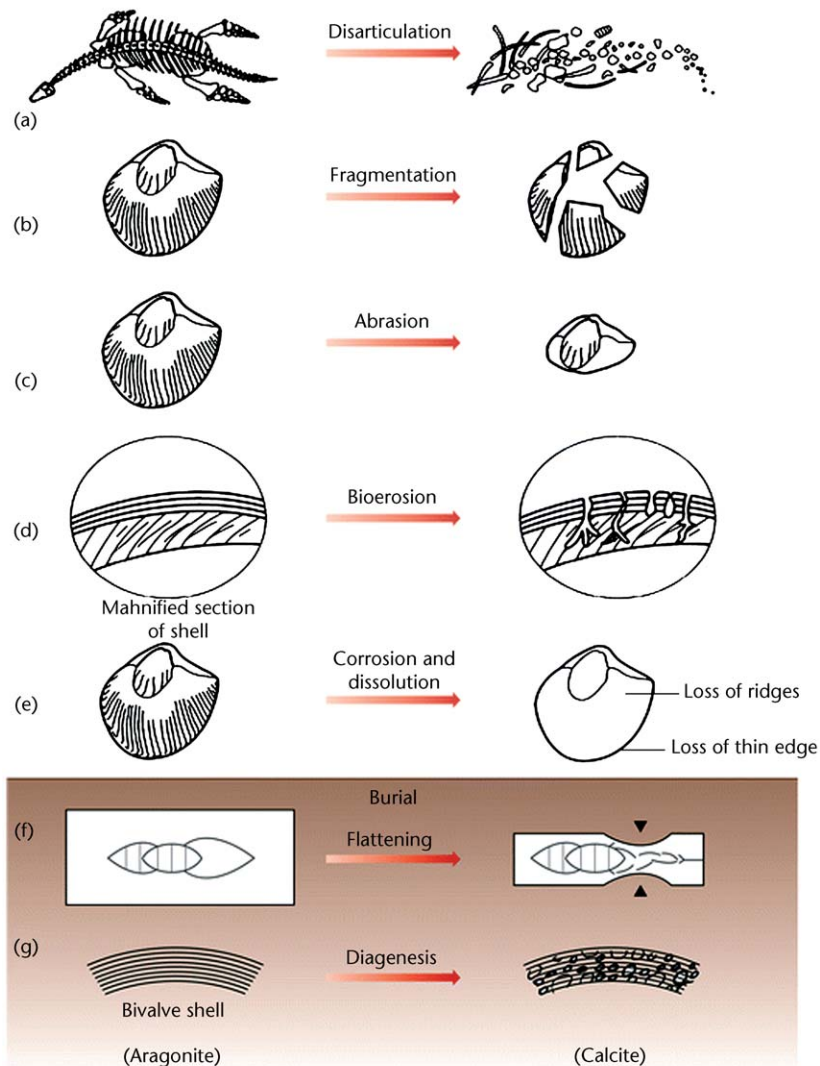 Disarticulation
(a)
Fragmentation
(b)
Abrasion
(c)
Bioerosion
(d)
Mahnified section
of shell
Corrosion and
dissolution
Loss of ridges
(e)
Loss of thin edge
Burial
(f)
Flattening
(g)
Diagenesis
Bivalve shell
(Aragonite)
(Calcite)